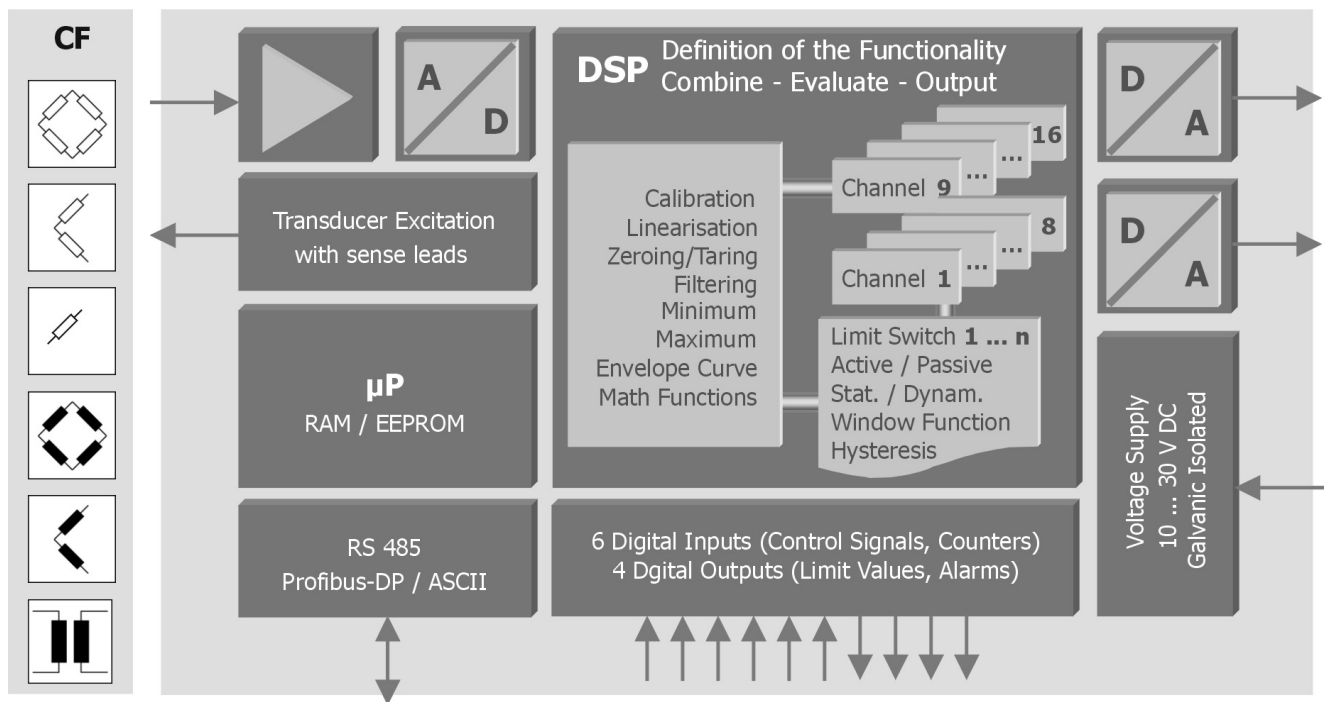 CF
A
D
Transducer Excitation
with sense leads
µP
RAM / EEPROM
RS 485
Profibus-DP / ASCII
DSP
Definition of the Functionality
Combine - Evaluate - Output
Calibration
Linearisation
Zeroing/Taring
Filtering
Minimum
Maximum
Envelope Curve
Math Functions
16
...
...
Channel 9
8
...
...
Channel 1
Limit Switch 1 ... n
Active / Passive
Stat. / Dynam.
Window Function
Hysteresis
6 Digital Inputs (Control Signals, Counters)
4 Dgital Outputs (Limit Values, Alarms)
D
A
D
A
Voltage Supply
10 ... 30 V DC
Galvanic Isolated